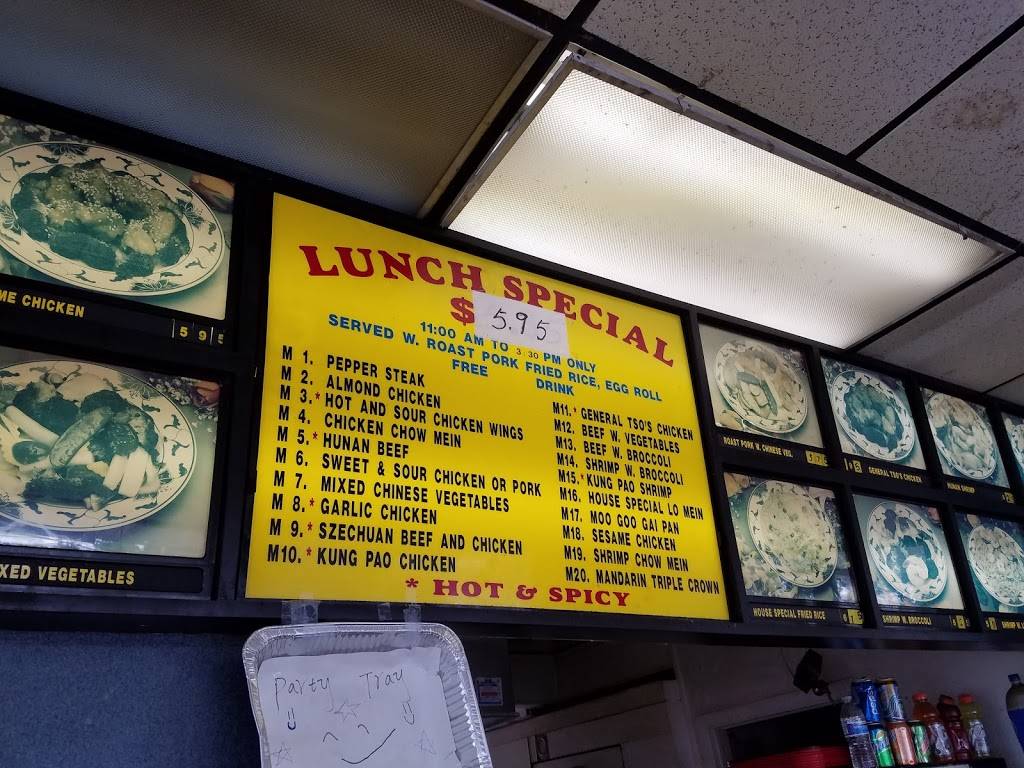 LUNCH SPECIAL
$ 5.95
11:00 AM TO 3:30 PM ONLY
SERVED W. ROAST PORK FRIED RICE, EGG ROLL
FREE DRINK
M 1. PEPPER STEAK
M 2. ALMOND CHICKEN
M 3.* HOT AND SOUR CHICKEN WINGS
M 4. CHICKEN CHOW MEIN
M 5.* HUNAN BEEF
M 6. SWEET & SOUR CHICKEN OR PORK
M 7. MIXED CHINESE VEGETABLES
M 8.* GARLIC CHICKEN
M 9.* SZECHUAN BEEF AND CHICKEN
M10.* KUNG PAO CHICKEN
M11.* GENERAL TSO'S CHICKEN
M12. BEEF W. VEGETABLES
M13. BEEF W. BROCCOLI
M14. SHRIMP W. BROCCOLI
M15.* KUNG PAO SHRIMP
M16. HOUSE SPECIAL LO MEIN
M17. MOO GOO GAI PAN
M18. SESAME CHICKEN
M19. SHRIMP CHOW MEIN
M20. MANDARIN TRIPLE CROWN
* HOT & SPICY
ME CHICKEN
5 9 5
XED VEGETABLES
ROAST PORK W. CHINESE VEG.
GENERAL TSO'S CHICKEN
HUNAN SHRIMP
HOUSE SPECIAL FRIED RICE
SHRIMP W. BROCCOLI
Party Tray